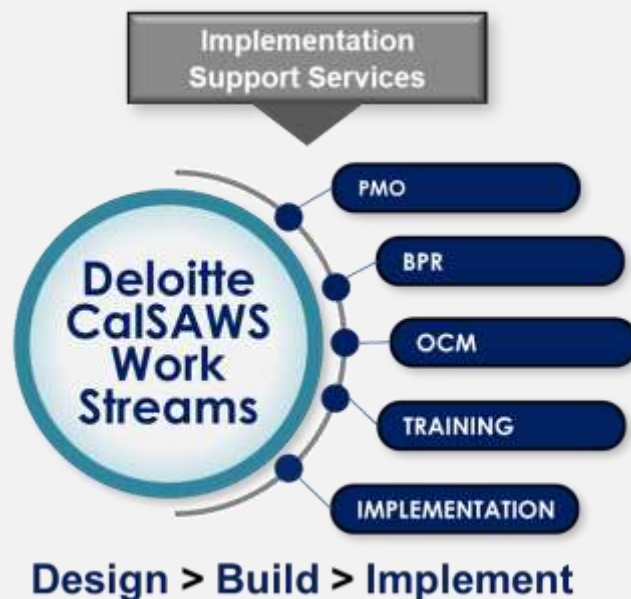 Implementation
Support Services
Deloitte
CalSAWS
Work
Streams
PMO
BPR
OCM
TRAINING
IMPLEMENTATION
Design > Build > Implement